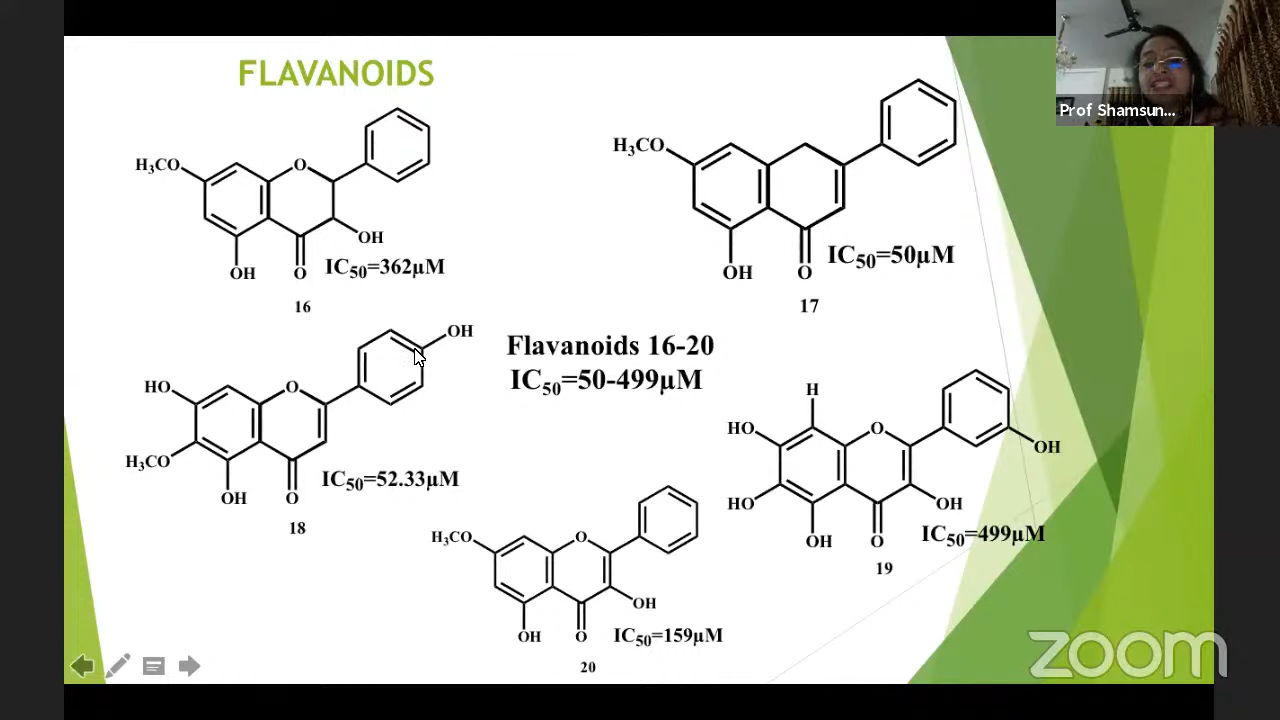 FLAVANOIDS
Prof Shamsun...
H₃CO
O
OH
OH
O
IC₅₀=362µM
16
H₃CO
OH
O
IC₅₀=50µM
17
Flavanoids 16-20
IC₅₀=50-499µM
OH
HO
O
H₃CO
OH
O
IC₅₀=52.33µM
18
H
HO
O
OH
HO
OH
OH
O
IC₅₀=499µM
19
H₃CO
O
OH
OH
O
IC₅₀=159µM
20
zoom